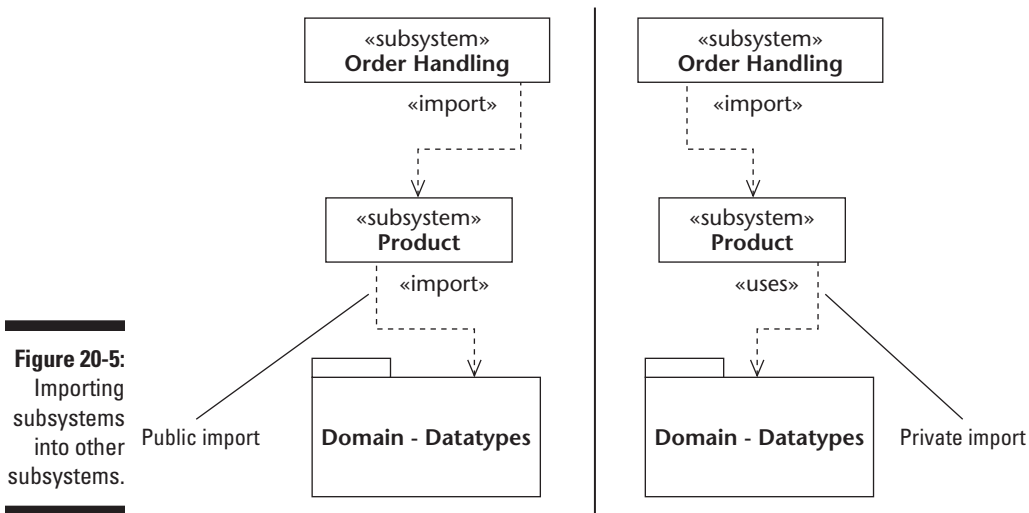 «subsystem»
Order Handling
«import»
«subsystem»
Product
«import»
Domain - Datatypes
Public import
«subsystem»
Order Handling
«import»
«subsystem»
Product
«uses»
Domain - Datatypes
Private import
Figure 20-5:
Importing
subsystems
into other
subsystems.